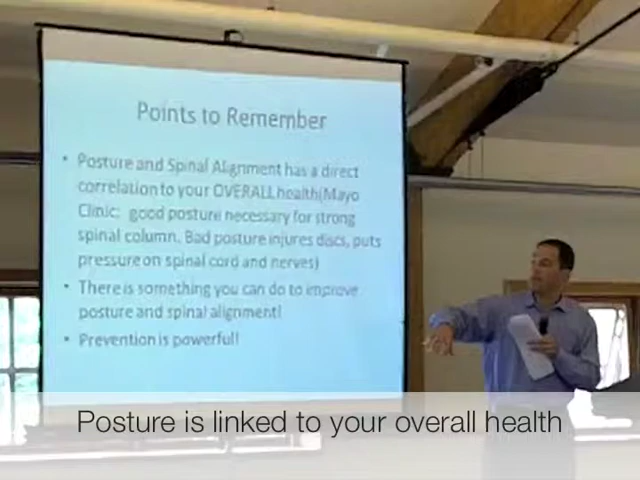 Points to Remember
• Posture and Spinal Alignment has a direct
correlation to your OVERALL health(Mayo
Clinic: good posture necessary for strong
spinal column. Bad posture injures discs, puts
pressure on spinal cord and nerves)
• There is something you can do to improve
posture and spinal alignment!
• Prevention is powerful!
Posture is linked to your overall health